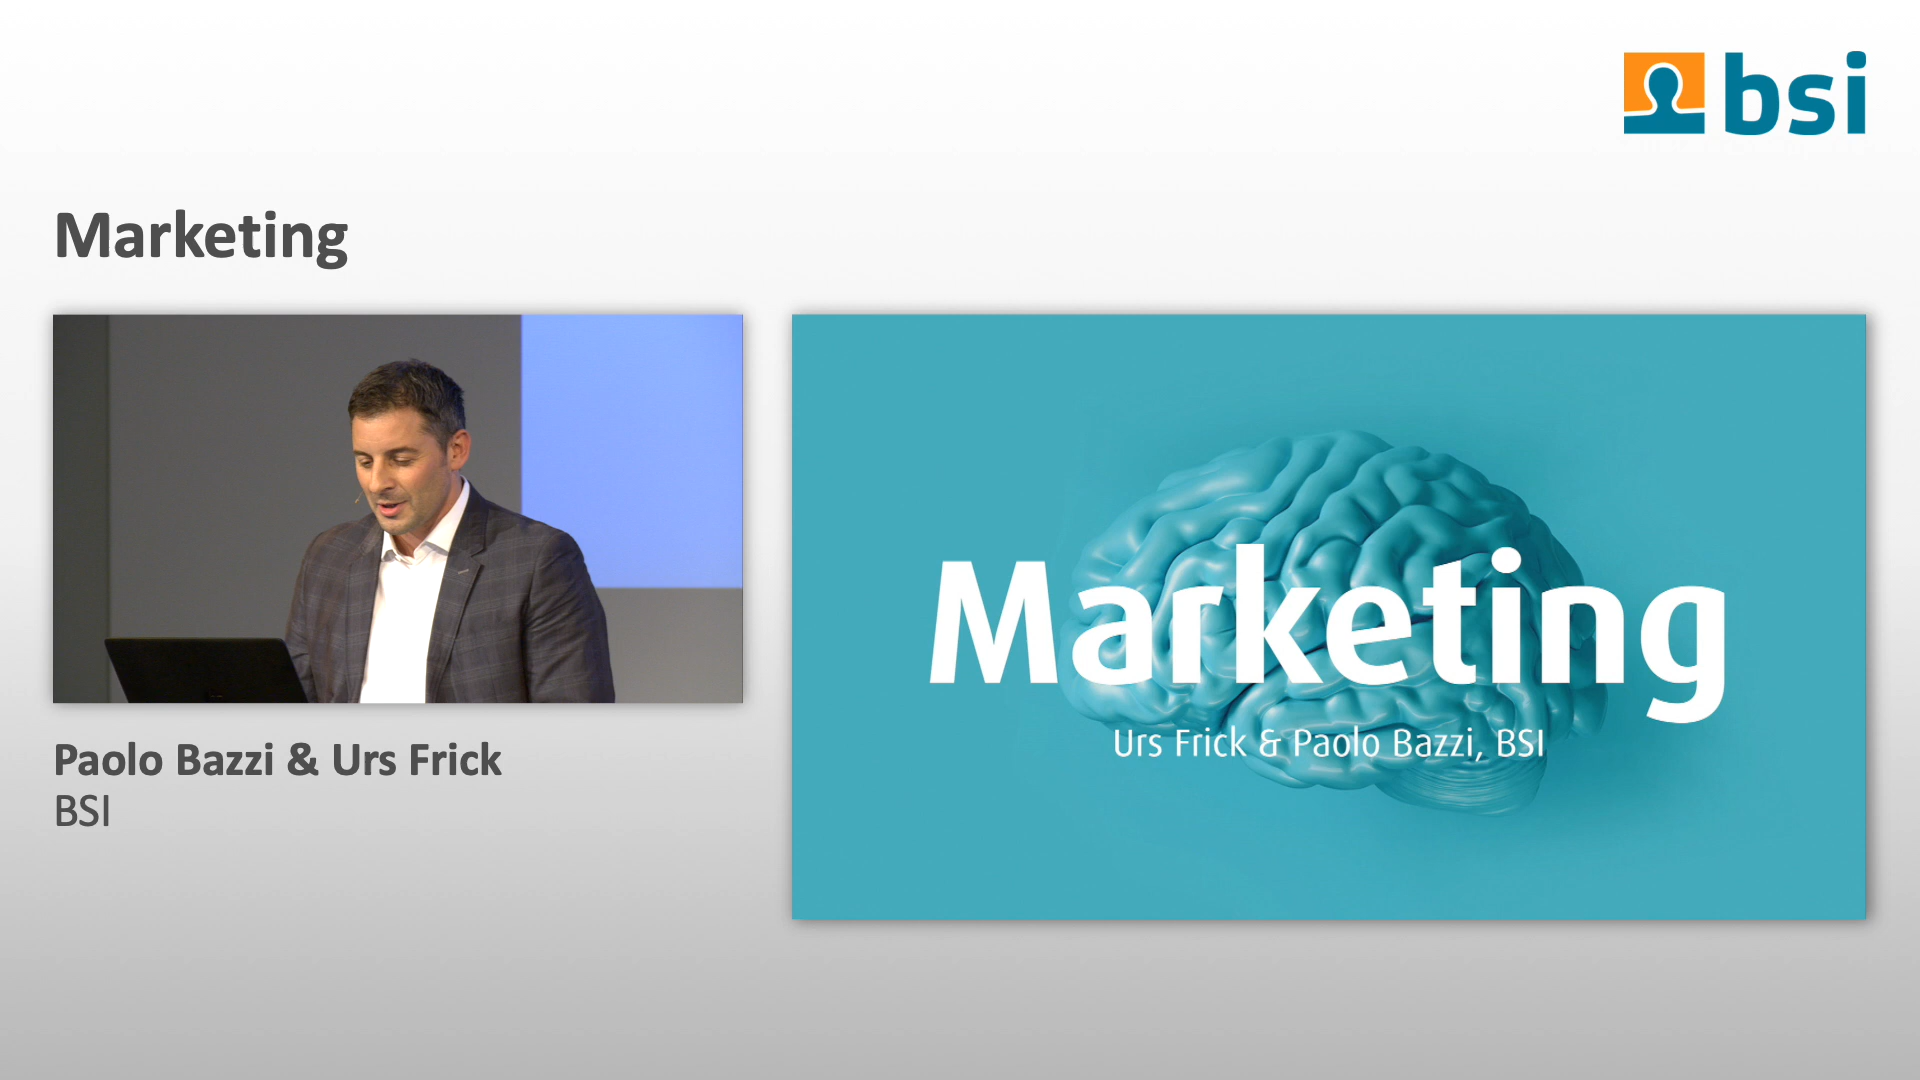 bsi
Marketing
Marketing
Urs Frick & Paolo Bazzi, BSI
Paolo Bazzi & Urs Frick
BSI